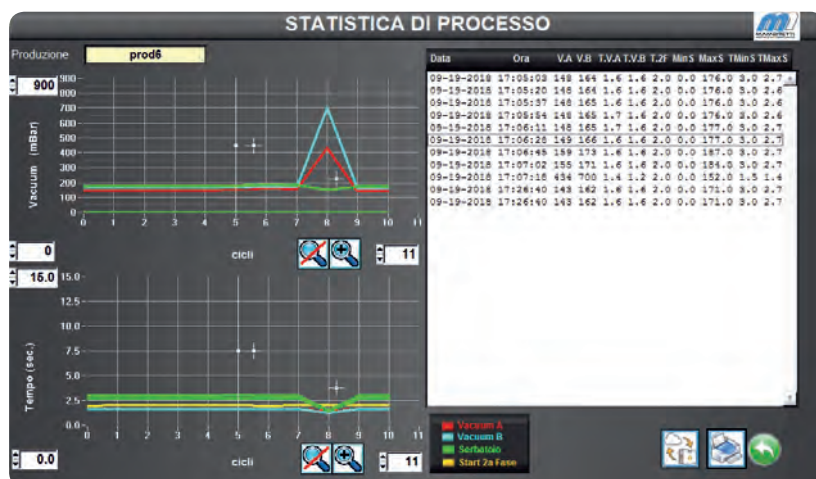 STATISTICA DI PROCESSO
Produzione prod6
Data Ora V.A V.B T.V.A T.V.B T.2F MinS MaxS TMinS TMaxS
09-19-2018 17:05:03 148 164 1.6 1.6 2.0 0.0 176.0 3.0 2.7
09-19-2018 17:05:20 148 164 1.6 1.6 2.0 0.0 176.0 3.0 2.6
09-19-2018 17:05:37 148 165 1.6 1.6 2.0 0.0 176.0 3.0 2.6
09-19-2018 17:05:54 148 165 1.7 1.6 2.0 0.0 176.0 3.0 2.6
09-19-2018 17:06:11 148 165 1.7 1.6 2.0 0.0 177.0 3.0 2.7
09-19-2018 17:06:28 149 166 1.6 1.6 2.0 0.0 177.0 3.0 2.7
09-19-2018 17:06:45 159 173 1.6 1.6 2.0 0.0 187.0 3.0 2.7
09-19-2018 17:07:02 155 171 1.6 1.6 2.0 0.0 184.0 3.0 2.7
09-19-2018 17:07:18 434 700 1.4 1.2 2.0 0.0 152.0 1.5 1.4
09-19-2018 17:26:40 143 162 1.6 1.6 2.0 0.0 171.0 3.0 2.7
09-19-2018 17:26:40 143 162 1.6 1.6 2.0 0.0 171.0 3.0 2.7
900
900
800
700
600
500
400
300
200
100
0
Vacuum (mBar)
0 1 2 3 4 5 6 7 8 9 10 11
0
cicli
11
15.0
15.0
12.5
10.0
7.5
5.0
2.5
0.0
Tempo (sec.)
0 1 2 3 4 5 6 7 8 9 10 11
0.0
cicli
11
Vacuum A
Vacuum B
Serbatoio
Start 2a Fase